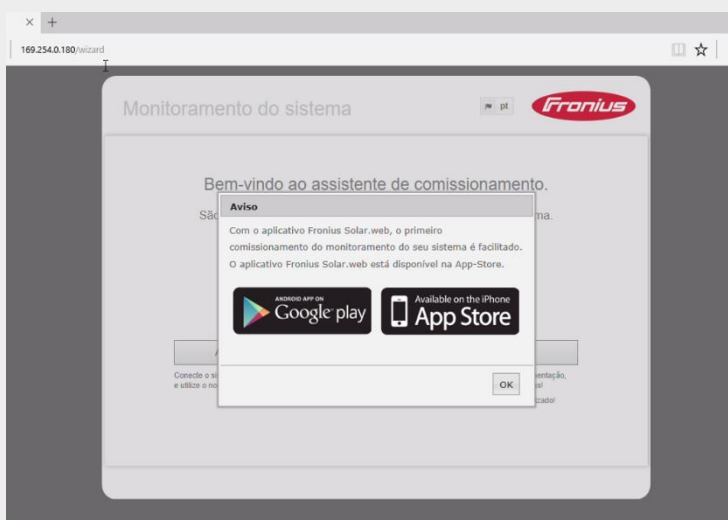 169.254.0.180/wizard
Monitoramento do sistema
pt
Fronius
Bem-vindo ao assistente de comissionamento.
Aviso
Com o aplicativo Fronius Solar.web, o primeiro
comissionamento do monitoramento do seu sistema é facilitado.
O aplicativo Fronius Solar.web está disponível na App-Store.
ANDROID APP ON
Google play
Available on the iPhone
App Store
Conecte o
e utilize o
OK